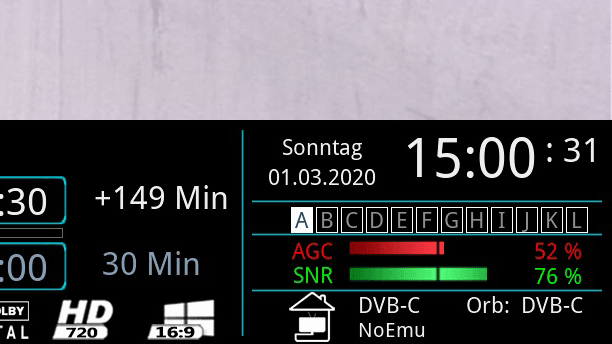 :30
+149 Min
:00
30 Min
OLBY
TAL
HD
720
16:9
Sonntag
01.03.2020
15:00 : 31
A B C D E F G H I J K L
AGC 52 %
SNR 76 %
DVB-C Orb: DVB-C
NoEmu